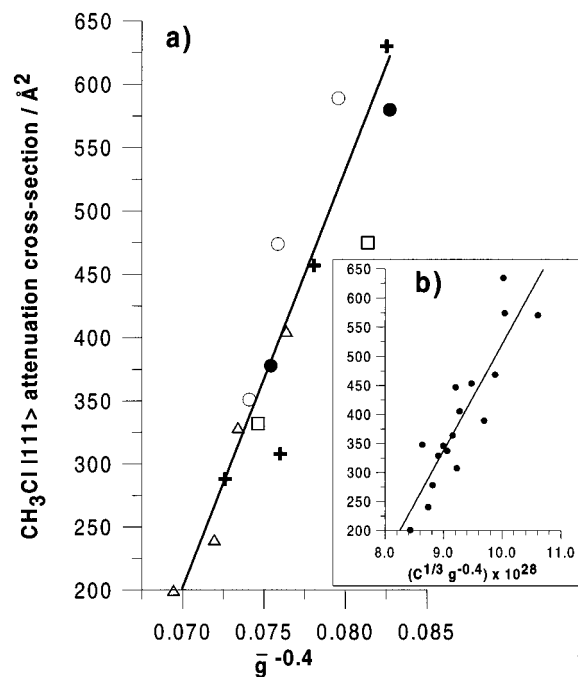 a)
CH₃Cl |111> attenuation cross-section / Å²
650
600
550
500
450
400
350
300
250
200
0.070 0.075 0.080 0.085
g̅ ⁻⁰·⁴
b)
650
600
550
500
450
400
350
300
250
200
8.0 9.0 10.0 11.0
(C¹/³ g⁻⁰·⁴) x 10²⁸